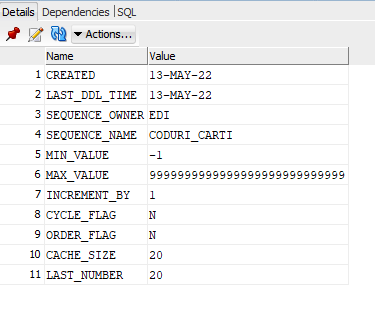 Details Dependencies SQL
Actions...
Name Value
1 CREATED 13-MAY-22
2 LAST_DDL_TIME 13-MAY-22
3 SEQUENCE_OWNER EDI
4 SEQUENCE_NAME CODURI_CARTI
5 MIN_VALUE -1
6 MAX_VALUE 9999999999999999999999999999
7 INCREMENT_BY 1
8 CYCLE_FLAG N
9 ORDER_FLAG N
10 CACHE_SIZE 20
11 LAST_NUMBER 20